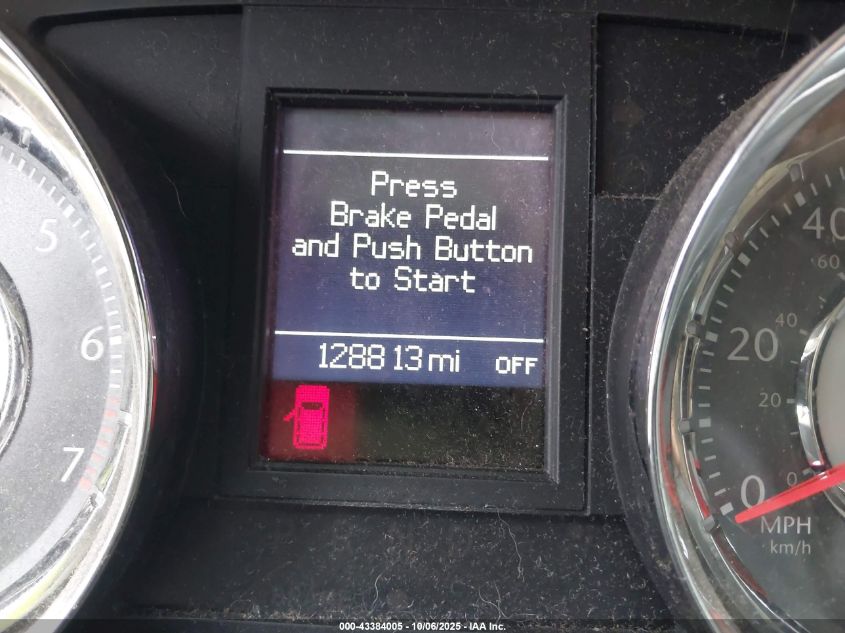 Press
Brake Pedal
and Push Button
to Start
128813 mi OFF
5
6
7
40
60
40
20
20
0
0
MPH
km/h
000-43384005 - 10/06/2025 - IAA Inc.